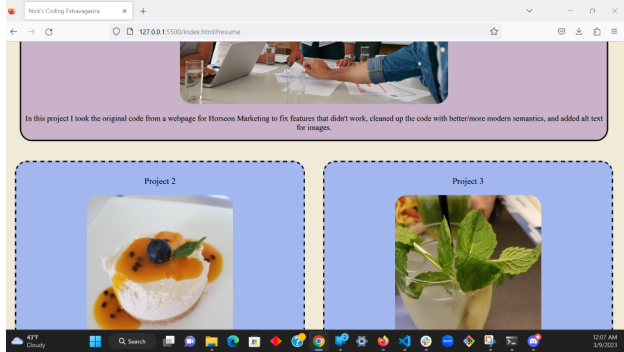 Nick's Coding Extravaganza
127.0.0.1:5500/index.html#resume
In this project I took the original code from a webpage for Horseon Marketing to fix features that didn't work, cleaned up the code with better/more modern semantics, and added alt text
for images.
Project 2
Project 3
43°F
Cloudy
Search
12:07 AM
3/9/2023